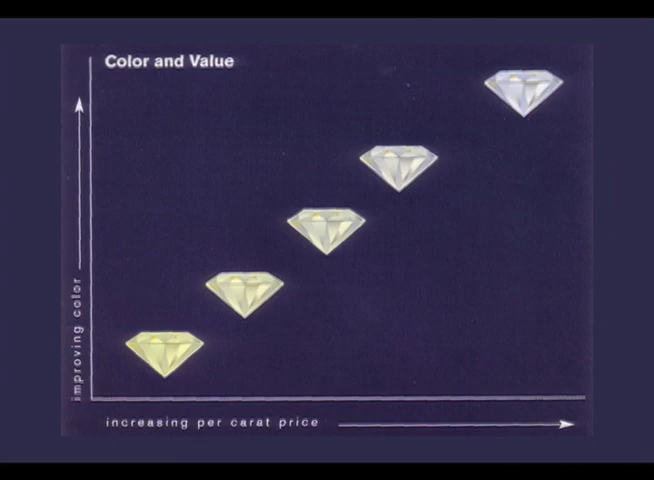 Color and Value
improving color
increasing per carat price